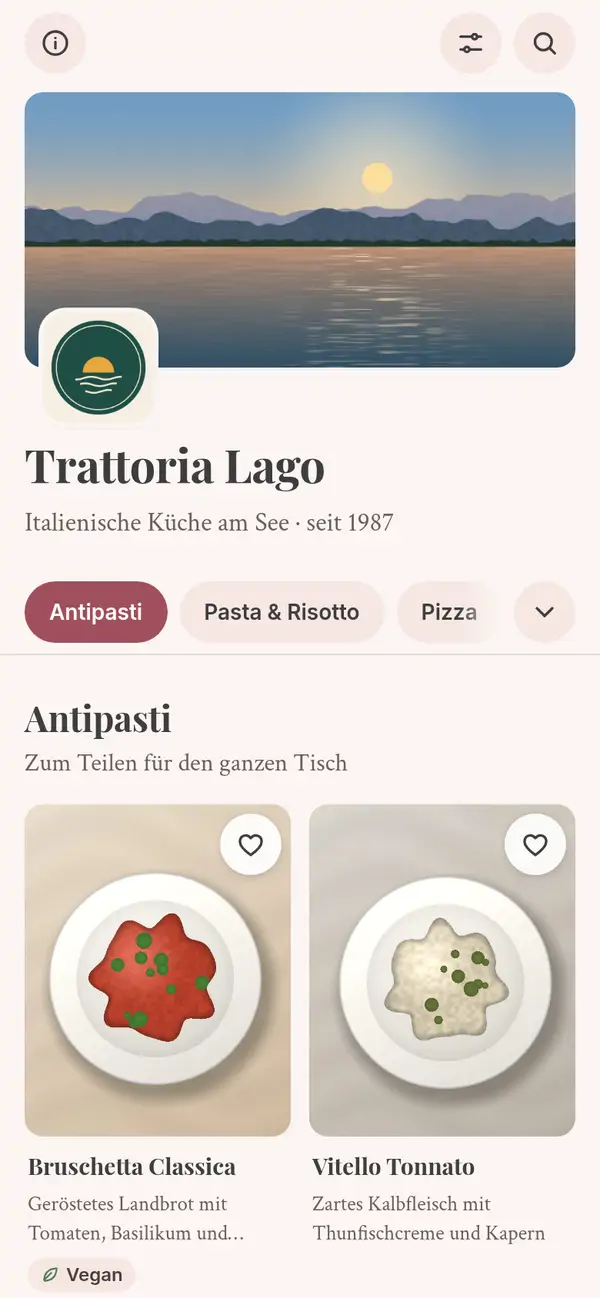 Trattoria Lago
Italienische Küche am See · seit 1987
Antipasti
Pasta & Risotto
Pizza
Antipasti
Zum Teilen für den ganzen Tisch
Bruschetta Classica
Geröstetes Landbrot mit
Tomaten, Basilikum und…
Vegan
Vitello Tonnato
Zartes Kalbfleisch mit
Thunfischcreme und Kapern